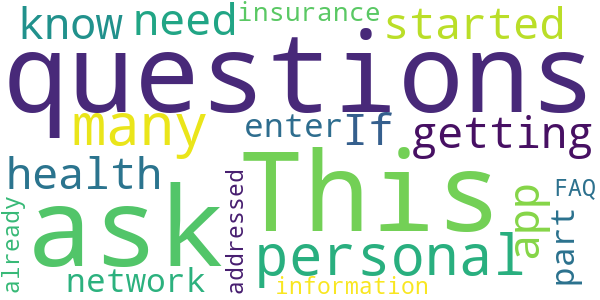 know need insurance started
questions
many enter If getting
health This
ask personal app part FAQ
already network addressed information